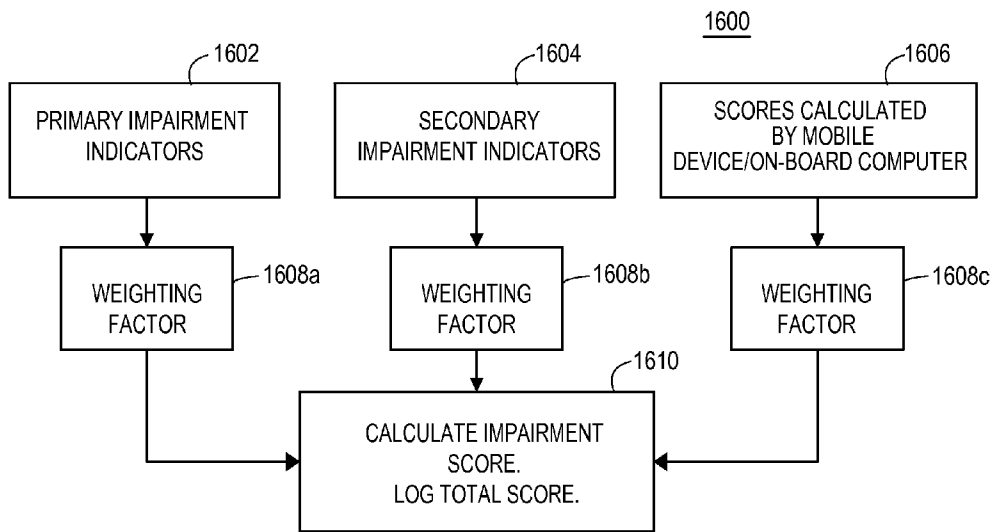 1600
1602
1604
1606
PRIMARY IMPAIRMENT
INDICATORS
SECONDARY
IMPAIRMENT INDICATORS
SCORES CALCULATED
BY MOBILE
DEVICE/ON-BOARD COMPUTER
1608a
1608b
1608c
WEIGHTING
FACTOR
WEIGHTING
FACTOR
WEIGHTING
FACTOR
1610
CALCULATE IMPAIRMENT
SCORE.
LOG TOTAL SCORE.